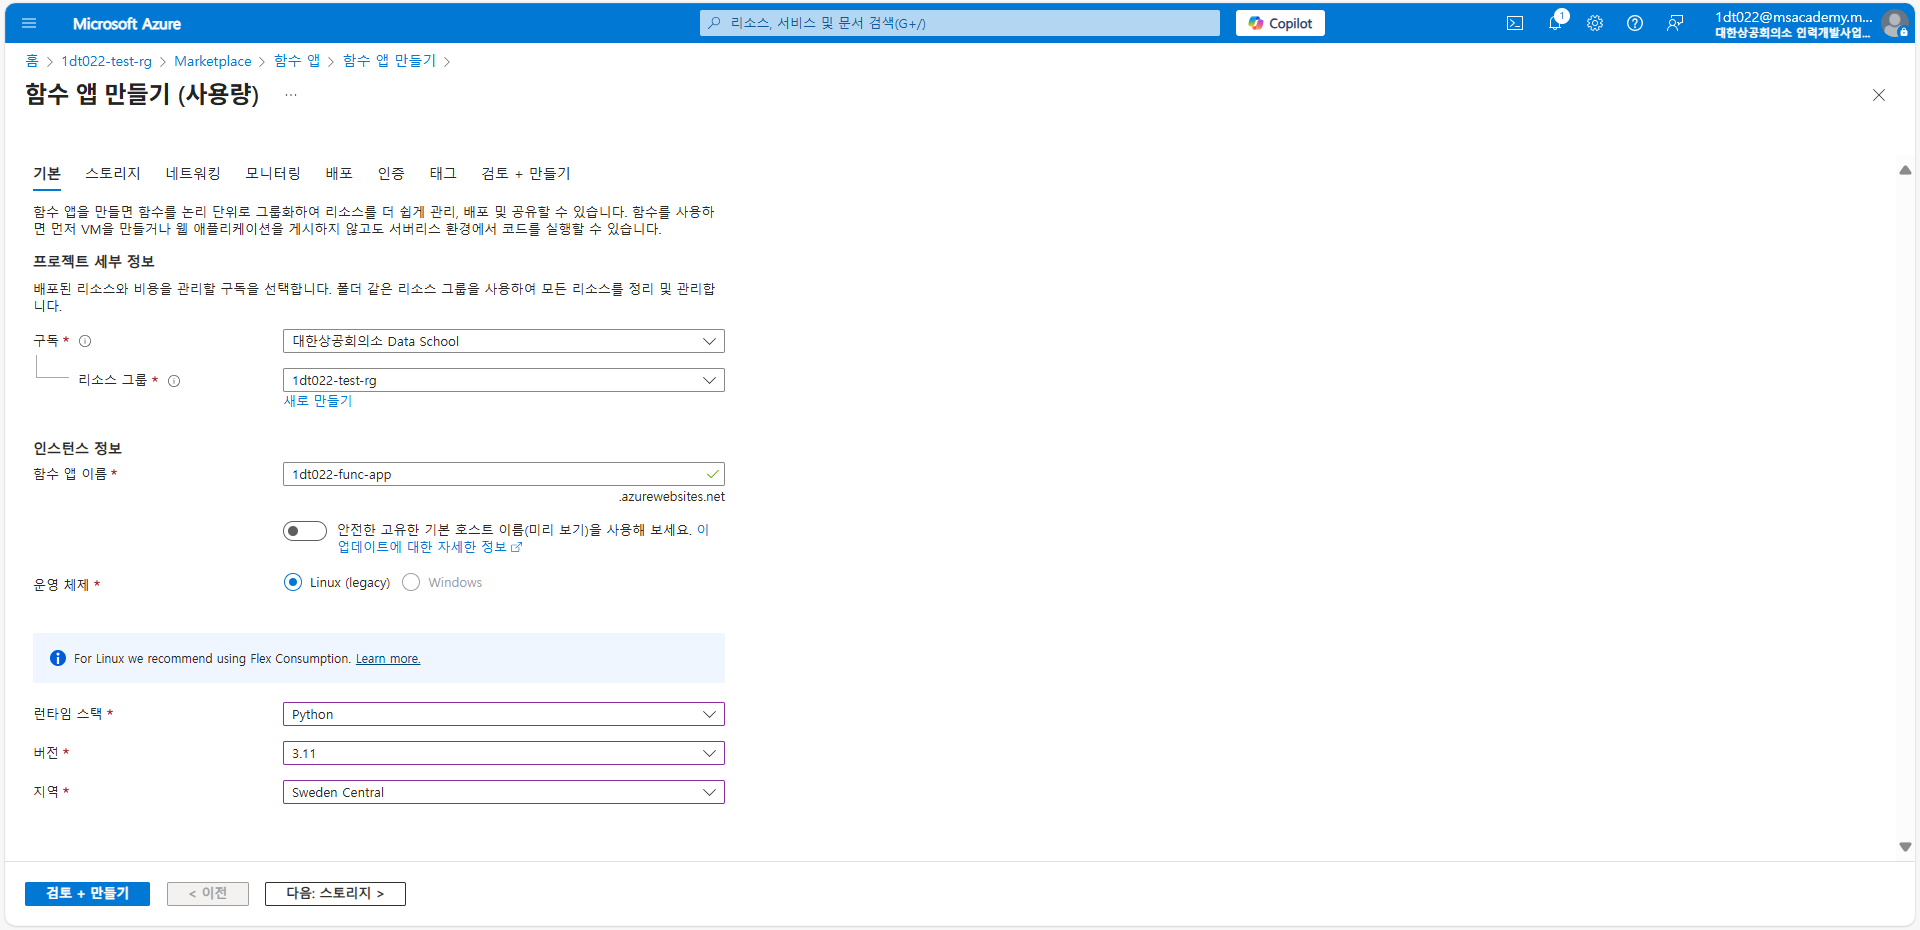 Microsoft Azure
리소스, 서비스 및 문서 검색(G+/)
Copilot
1
1dt022@msacademy.m...
대한상공회의소 인력개발사업...
홈 > 1dt022-test-rg > Marketplace > 함수 앱 > 함수 앱 만들기 >
함수 앱 만들기 (사용량) ...
기본 스토리지 네트워킹 모니터링 배포 인증 태그 검토 + 만들기
함수 앱을 만들면 함수를 논리 단위로 그룹화하여 리소스를 더 쉽게 관리, 배포 및 공유할 수 있습니다. 함수를 사용하
면 먼저 VM을 만들거나 웹 애플리케이션을 게시하지 않고도 서버리스 환경에서 코드를 실행할 수 있습니다.
프로젝트 세부 정보
배포된 리소스와 비용을 관리할 구독을 선택합니다. 폴더 같은 리소스 그룹을 사용하여 모든 리소스를 정리 및 관리합
니다.
구독 *
대한상공회의소 Data School
리소스 그룹 *
1dt022-test-rg
새로 만들기
인스턴스 정보
함수 앱 이름 *
1dt022-func-app
.azurewebsites.net
안전한 고유한 기본 호스트 이름(미리 보기)을 사용해 보세요. 이
업데이트에 대한 자세한 정보
운영 체제 *
Linux (legacy) Windows
For Linux we recommend using Flex Consumption. Learn more.
런타임 스택 *
Python
버전 *
3.11
지역 *
Sweden Central
검토 + 만들기
< 이전
다음: 스토리지 >